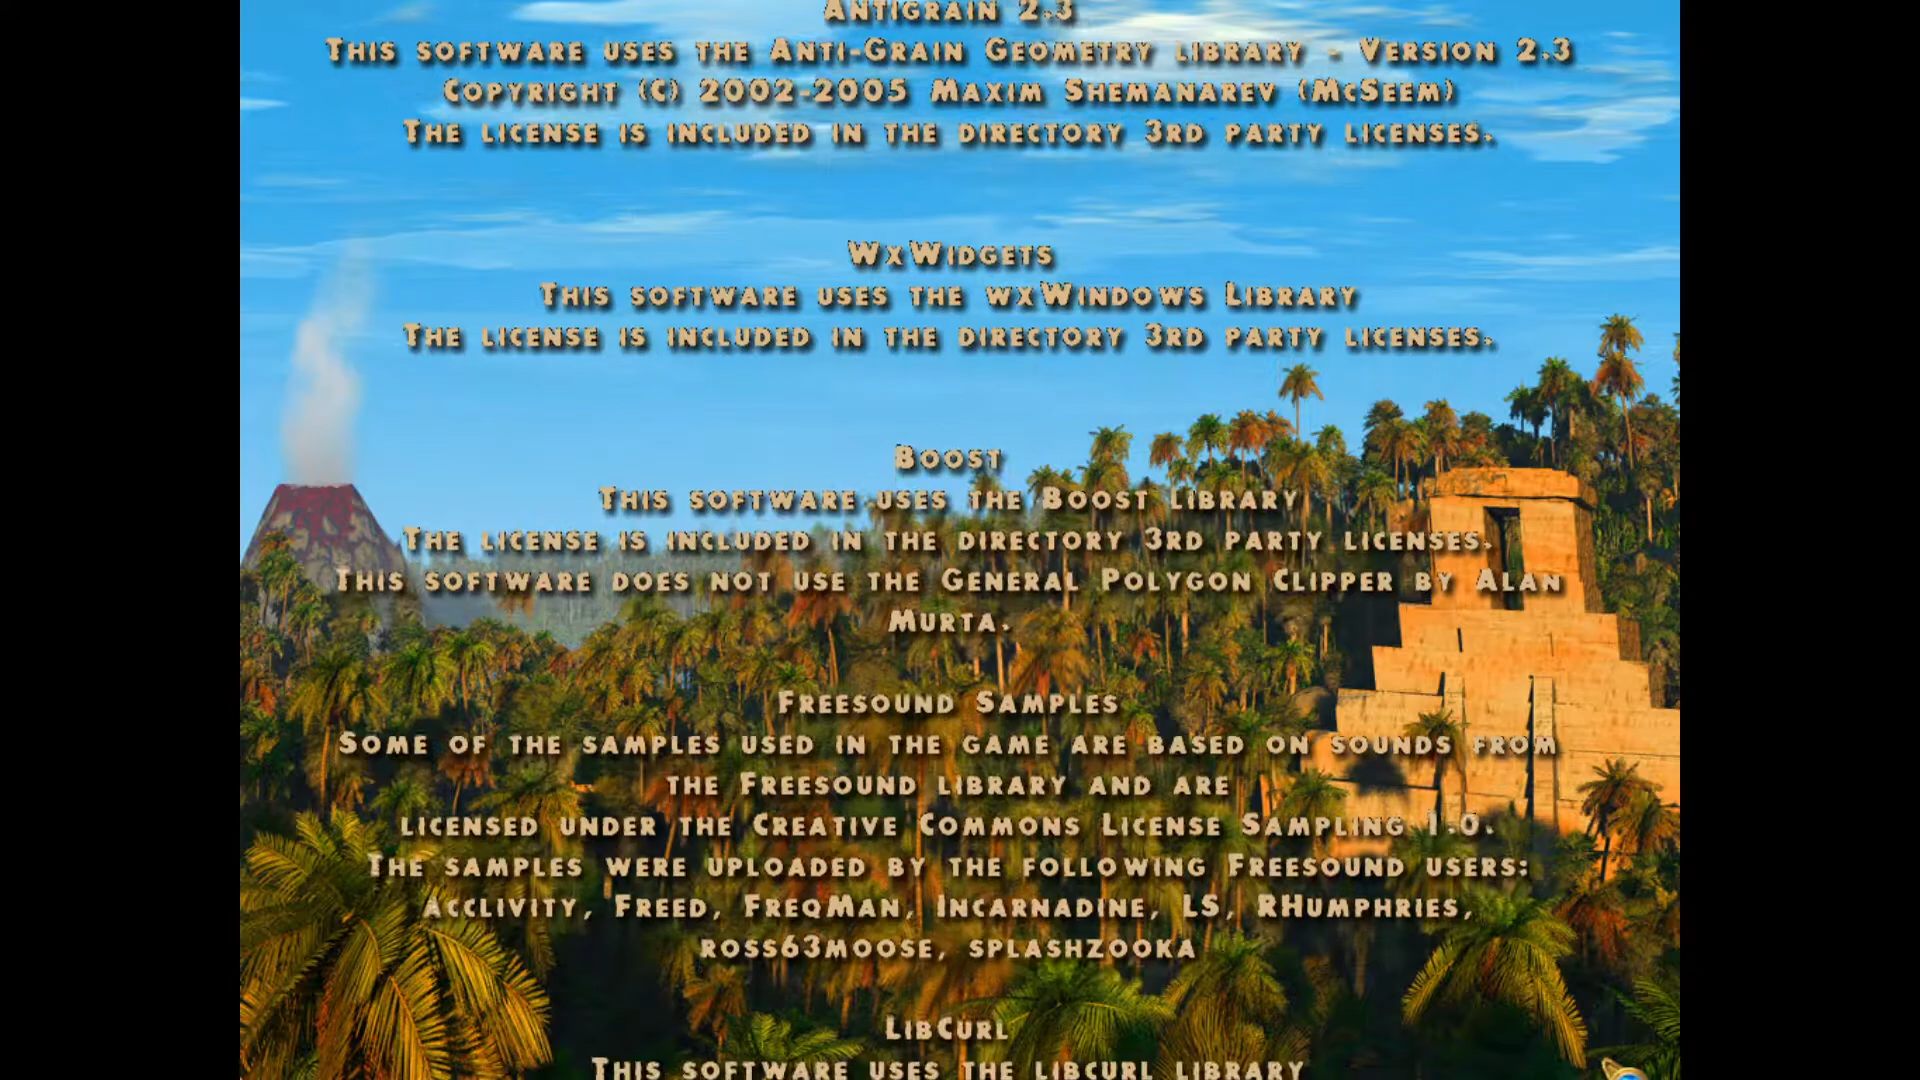 Antigrain 2.3
This software uses the Anti-Grain Geometry library - Version 2.3
Copyright (C) 2002-2005 Maxim Shemanarev (McSeem)
The license is included in the directory 3rd party licenses.
WxWidgets
This software uses the wxWindows Library
The license is included in the directory 3rd party licenses.
Boost
This software uses the Boost library
The license is included in the directory 3rd party licenses.
This software does not use the General Polygon Clipper by Alan
Murta.
Freesound Samples
Some of the samples used in the game are based on sounds from
the Freesound library and are
licensed under the Creative Commons License Sampling 1.0.
The samples were uploaded by the following Freesound users:
Acclivity, Freed, FreqMan, Incarnadine, LS, RHumphries,
ross63moose, splashzooka
LibCurl
This software uses the libcurl library